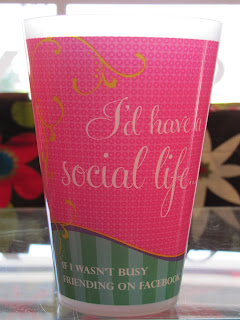 I'd have a
social life...
IF I WASN'T BUSY
FRIENDING ON FACEBOOK